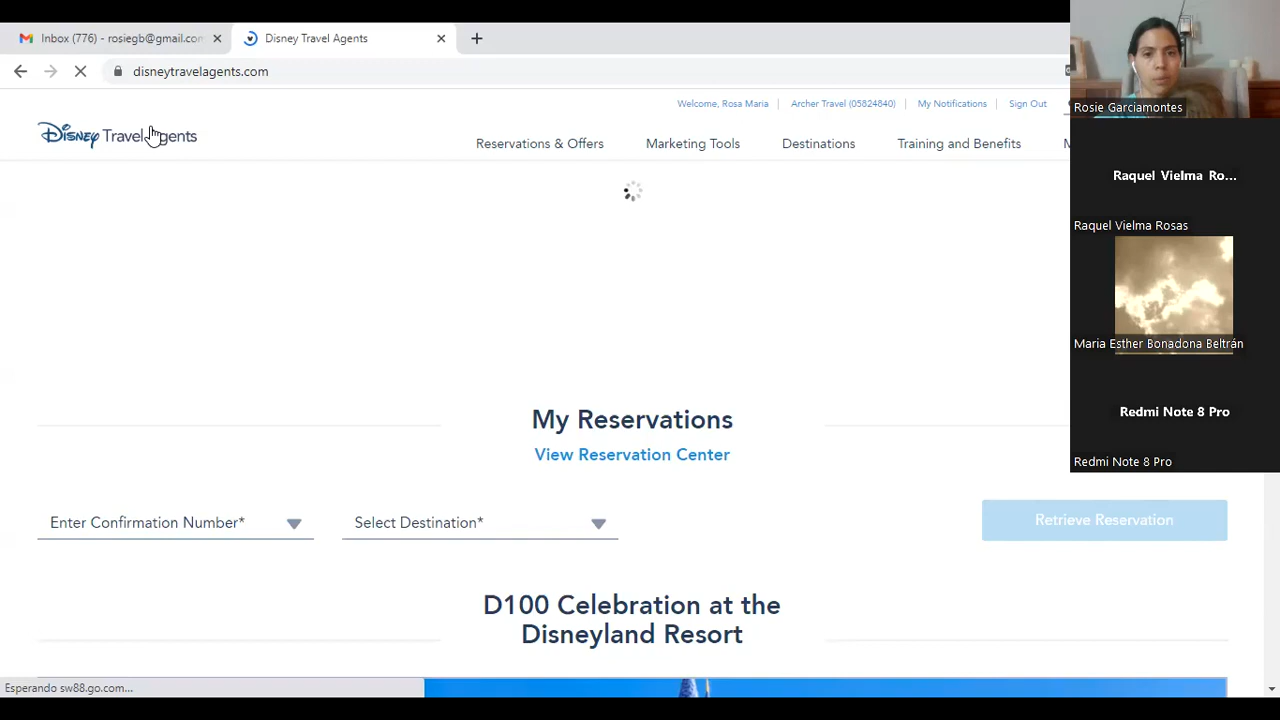 Inbox (776) - rosiegb@gmail.con
Disney Travel Agents
disneytravelagents.com
Welcome, Rosa Maria
Archer Travel (05824840)
My Notifications
Sign Out
Disney Travel Agents
Reservations & Offers
Marketing Tools
Destinations
Training and Benefits
M
My Reservations
View Reservation Center
Enter Confirmation Number*
Select Destination*
Retrieve Reservation
D100 Celebration at the
Disneyland Resort
Esperando sw88.go.com...
Rosie Garciamontes
Raquel Vielma Ro...
Raquel Vielma Rosas
Maria Esther Bonadona Beltrán
Redmi Note 8 Pro
Redmi Note 8 Pro